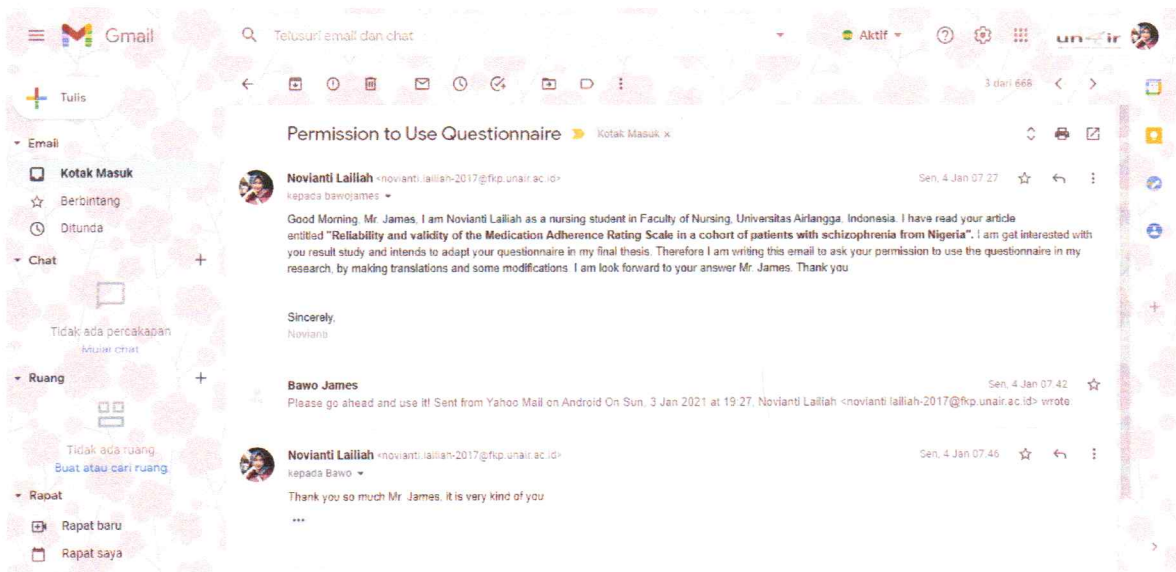 Gmail
Telusuri email dan chat
Aktif
unair
Tulis
3 dari 668
Email
Kotak Masuk
Berbintang
Ditunda
Chat
Tidak ada percakapan
Mulai chat
Ruang
Tidak ada ruang
Buat atau cari ruang
Rapat
Rapat baru
Rapat saya
Permission to Use Questionnaire
Kotak Masuk x
Novianti Lailiah <novianti.lailiah-2017@fkp.unair.ac.id>
Sen, 4 Jan 07.27
kepada bawojames
Good Morning, Mr. James, I am Novianti Lailiah as a nursing student in Faculty of Nursing, Universitas Airlangga, Indonesia. I have read your article
entitled "Reliability and validity of the Medication Adherence Rating Scale in a cohort of patients with schizophrenia from Nigeria". I am get interested with
you result study and intends to adapt your questionnaire in my final thesis. Therefore I am writing this email to ask your permission to use the questionnaire in my
research, by making translations and some modifications. I am look forward to your answer Mr. James. Thank you
Sincerely,
Novianti
Bawo James
Sen, 4 Jan 07.42
Please go ahead and use it! Sent from Yahoo Mail on Android On Sun, 3 Jan 2021 at 19:27, Novianti Lailiah <novianti.lailiah-2017@fkp.unair.ac.id> wrote
Novianti Lailiah <novianti.lailiah-2017@fkp.unair.ac.id>
Sen, 4 Jan 07.46
kepada Bawo
Thank you so much Mr. James, it is very kind of you